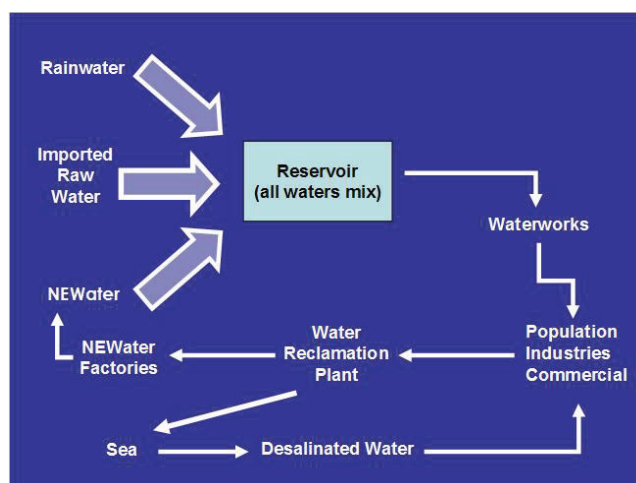 Rainwater
Imported
Raw
Water
Reservoir
(all waters mix)
Waterworks
NEWater
NEWater
Factories
Water
Reclamation
Plant
Population
Industries
Commercial
Sea
Desalinated Water